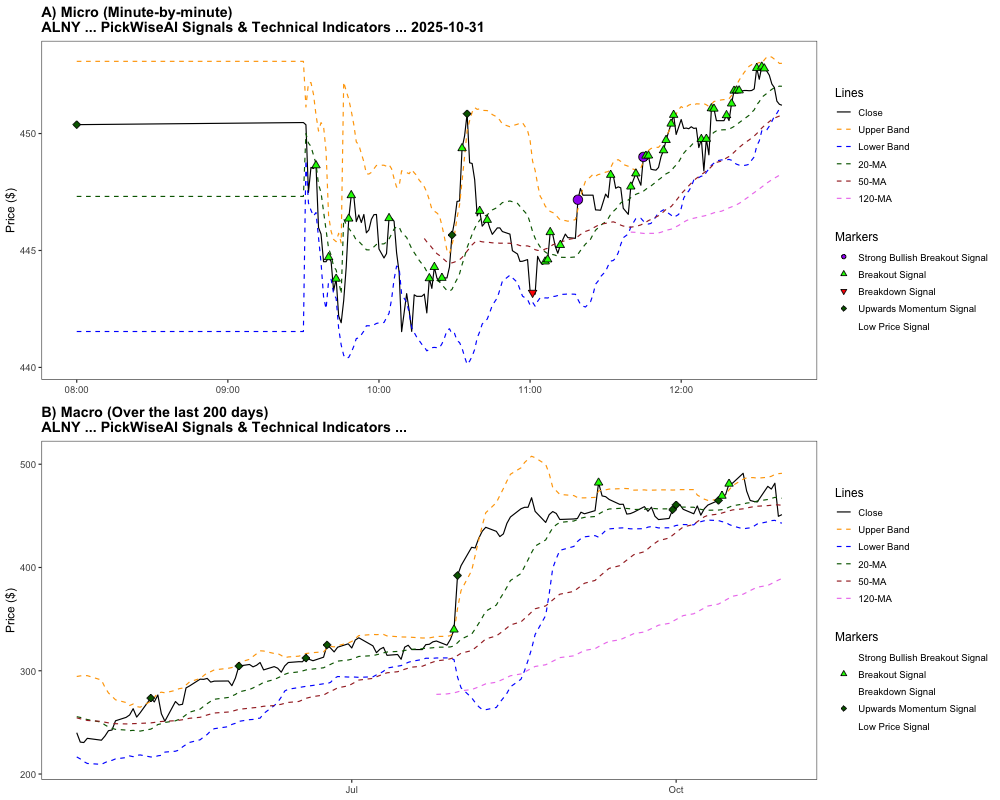 A) Micro (Minute-by-minute)
ALNY ... PickWiseAI Signals & Technical Indicators ... 2025-10-31
Price ($)
450
445
440
08:00
09:00
10:00
11:00
12:00
Lines
Close
Upper Band
Lower Band
20-MA
50-MA
120-MA
Markers
Strong Bullish Breakout Signal
Breakout Signal
Breakdown Signal
Upwards Momentum Signal
Low Price Signal
B) Macro (Over the last 200 days)
ALNY ... PickWiseAI Signals & Technical Indicators ...
Price ($)
500
400
300
200
Jul
Oct
Lines
Close
Upper Band
Lower Band
20-MA
50-MA
120-MA
Markers
Strong Bullish Breakout Signal
Breakout Signal
Breakdown Signal
Upwards Momentum Signal
Low Price Signal